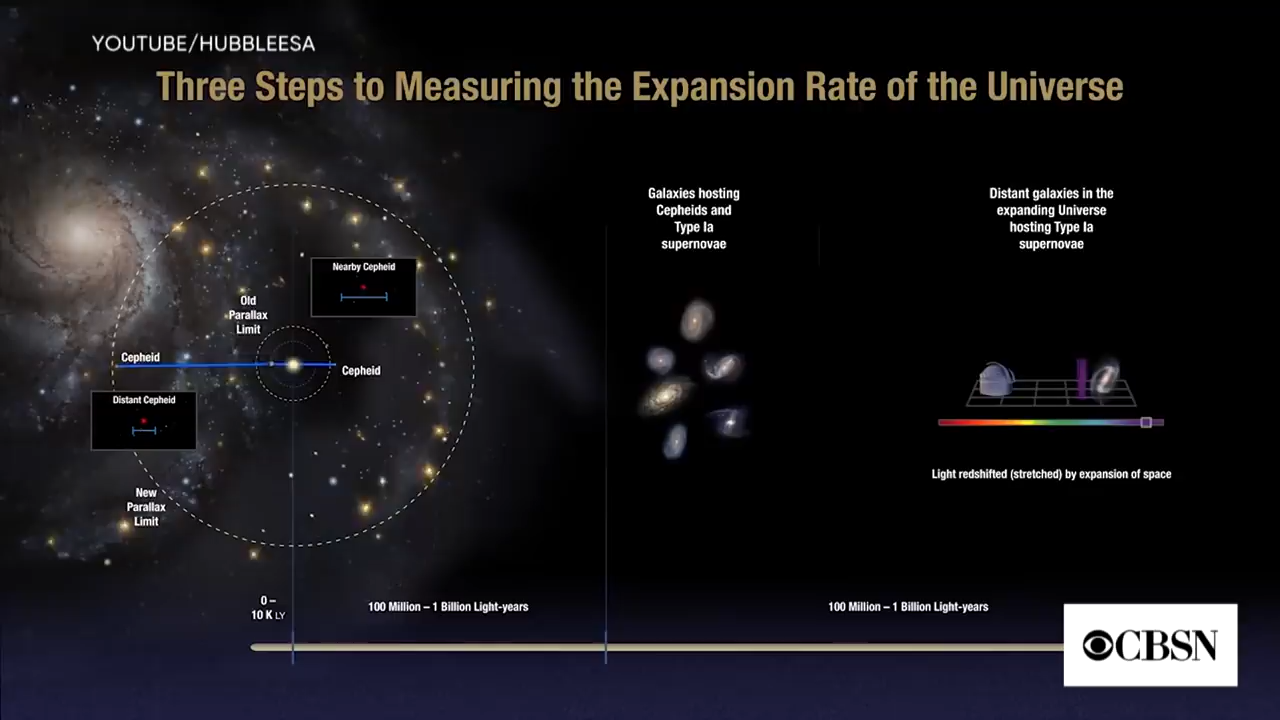 YOUTUBE/HUBBLEESA
Three Steps to Measuring the Expansion Rate of the Universe
Galaxies hosting
Cepheids and
Type Ia
supernovae
Distant galaxies in the
expanding Universe
hosting Type Ia
supernovae
Nearby Cepheid
Old
Parallax
Limit
Cepheid
Cepheid
Distant Cepheid
New
Parallax
Limit
Light redshifted (stretched) by expansion of space
0 –
10 K LY
100 Million – 1 Billion Light-years
100 Million – 1 Billion Light-years
CBSN